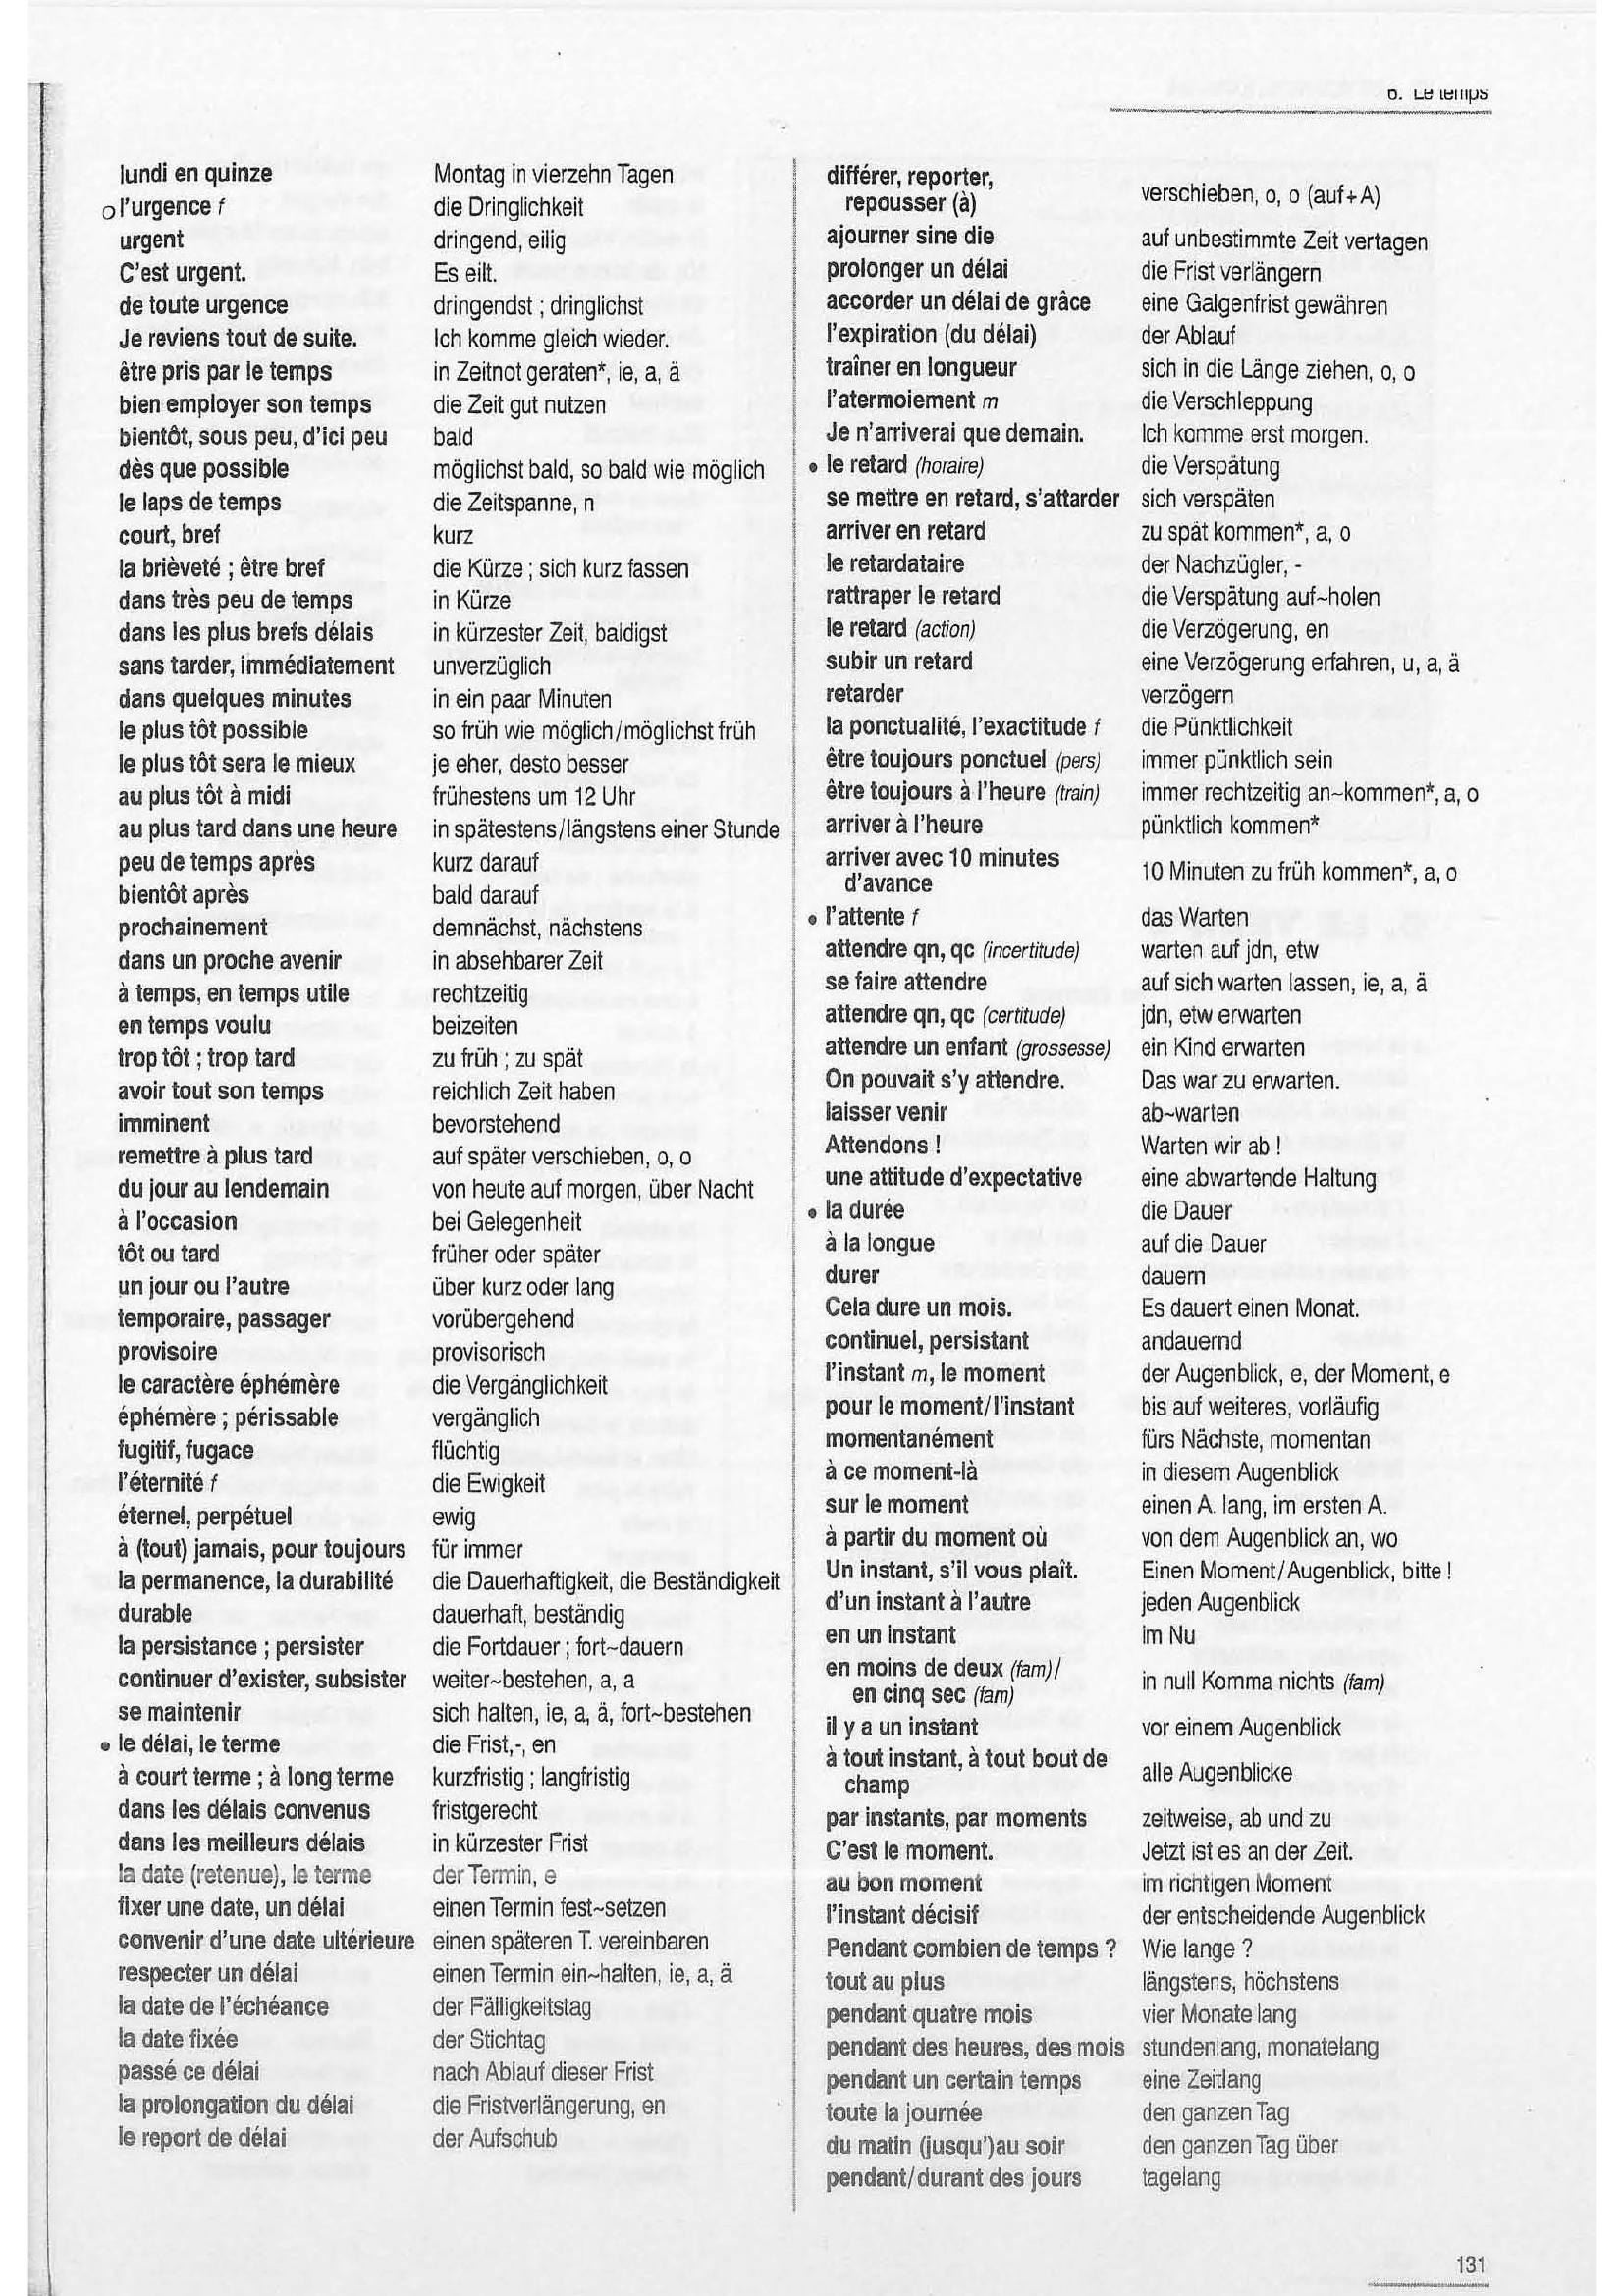 6. Le temps
lundi en quinze Montag in vierzehn Tagen
l'urgence f die Dringlichkeit
urgent dringend, eilig
C'est urgent. Es eilt.
de toute urgence dringendst ; dringlichst
Je reviens tout de suite. Ich komme gleich wieder.
être pris par le temps in Zeitnot geraten*, ie, a, ä
bien employer son temps die Zeit gut nutzen
bientôt, sous peu, d'ici peu bald
dès que possible möglichst bald, so bald wie möglich
le laps de temps die Zeitspanne, n
court, bref kurz
la brièveté ; être bref die Kürze ; sich kurz fassen
dans très peu de temps in Kürze
dans les plus brefs délais in kürzester Zeit, baldigst
sans tarder, immédiatement unverzüglich
dans quelques minutes in ein paar Minuten
le plus tôt possible so früh wie möglich/möglichst früh
le plus tôt sera le mieux je eher, desto besser
au plus tôt à midi frühestens um 12 Uhr
au plus tard dans une heure in spätestens/längstens einer Stunde
peu de temps après kurz darauf
bientôt après bald darauf
prochainement demnächst, nächstens
dans un proche avenir in absehbarer Zeit
à temps, en temps utile rechtzeitig
en temps voulu beizeiten
trop tôt ; trop tard zu früh ; zu spät
avoir tout son temps reichlich Zeit haben
imminent bevorstehend
remettre à plus tard auf später verschieben, o, o
du jour au lendemain von heute auf morgen, über Nacht
à l'occasion bei Gelegenheit
tôt ou tard früher oder später
un jour ou l'autre über kurz oder lang
temporaire, passager vorübergehend
provisoire provisorisch
le caractère éphémère die Vergänglichkeit
éphémère ; périssable vergänglich
fugitif, fugace flüchtig
l'éternité f die Ewigkeit
éternel, perpétuel ewig
à (tout) jamais, pour toujours für immer
la permanence, la durabilité die Dauerhaftigkeit, die Beständigkeit
durable dauerhaft, beständig
la persistance ; persister die Fortdauer ; fort~dauern
continuer d'exister, subsister weiter~bestehen, a, a
se maintenir sich halten, ie, a, ä, fort~bestehen
• le délai, le terme die Frist,-, en
à court terme ; à long terme kurzfristig ; langfristig
dans les délais convenus fristgerecht
dans les meilleurs délais in kürzester Frist
la date (retenue), le terme der Termin, e
fixer une date, un délai einen Termin fest~setzen
convenir d'une date ultérieure einen späteren T. vereinbaren
respecter un délai einen Termin ein~halten, ie, a, ä
la date de l'échéance der Fälligkeitstag
la date fixée der Stichtag
passé ce délai nach Ablauf dieser Frist
la prolongation du délai die Fristverlängerung, en
le report de délai der Aufschub
différer, reporter,
repousser (à) verschieben, o, o (auf+A)
ajourner sine die auf unbestimmte Zeit vertagen
prolonger un délai die Frist verlängern
accorder un délai de grâce eine Galgenfrist gewähren
l'expiration (du délai) der Ablauf
traîner en longueur sich in die Länge ziehen, o, o
l'atermoiement m die Verschleppung
Je n'arriverai que demain. Ich komme erst morgen.
• le retard (horaire) die Verspätung
se mettre en retard, s'attarder sich verspäten
arriver en retard zu spät kommen*, a, o
le retardataire der Nachzügler, -
rattraper le retard die Verspätung auf~holen
le retard (action) die Verzögerung, en
subir un retard eine Verzögerung erfahren, u, a, ä
retarder verzögern
la ponctualité, l'exactitude f die Pünktlichkeit
être toujours ponctuel (pers) immer pünktlich sein
être toujours à l'heure (train) immer rechtzeitig an~kommen*, a, o
arriver à l'heure pünktlich kommen*
arriver avec 10 minutes
d'avance 10 Minuten zu früh kommen*, a, o
• l'attente f das Warten
attendre qn, qc (incertitude) warten auf jdn, etw
se faire attendre auf sich warten lassen, ie, a, ä
attendre qn, qc (certitude) jdn, etw erwarten
attendre un enfant (grossesse) ein Kind erwarten
On pouvait s'y attendre. Das war zu erwarten.
laisser venir ab~warten
Attendons ! Warten wir ab !
une attitude d'expectative eine abwartende Haltung
• la durée die Dauer
à la longue auf die Dauer
durer dauern
Cela dure un mois. Es dauert einen Monat.
continuel, persistant andauernd
l'instant m, le moment der Augenblick, e, der Moment, e
pour le moment/l'instant bis auf weiteres, vorläufig
momentanément fürs Nächste, momentan
à ce moment-là in diesem Augenblick
sur le moment einen A. lang, im ersten A.
à partir du moment où von dem Augenblick an, wo
Un instant, s'il vous plaît. Einen Moment/Augenblick, bitte !
d'un instant à l'autre jeden Augenblick
en un instant im Nu
en moins de deux (fam)/
en cinq sec (fam) in null Komma nichts (fam)
il y a un instant vor einem Augenblick
à tout instant, à tout bout de
champ alle Augenblicke
par instants, par moments zeitweise, ab und zu
C'est le moment. Jetzt ist es an der Zeit.
au bon moment im richtigen Moment
l'instant décisif der entscheidende Augenblick
Pendant combien de temps ? Wie lange ?
tout au plus längstens, höchstens
pendant quatre mois vier Monate lang
pendant des heures, des mois stundenlang, monatelang
pendant un certain temps eine Zeitlang
toute la journée den ganzen Tag
du matin (jusqu')au soir den ganzen Tag über
pendant/durant des jours tagelang
131